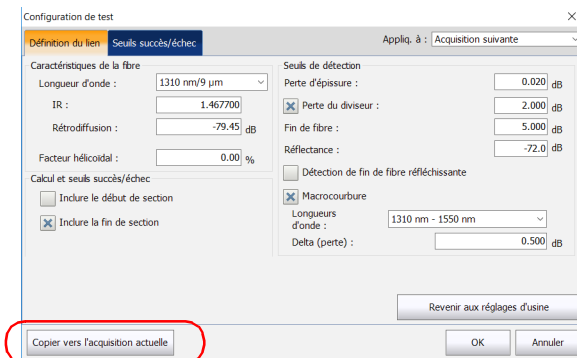 Configuration de test
Définition du lien
Seuils succès/échec
Appliq. à : Acquisition suivante
Caractéristiques de la fibre
Longueur d'onde : 1310 nm/9 µm
IR : 1.467700
Rétrodiffusion : -79.45 dB
Facteur hélicoïdal : 0.00 %
Calcul et seuils succès/échec
Inclure le début de section
Inclure la fin de section
Seuils de détection
Perte d'épissure : 0.020 dB
Perte du diviseur : 2.000 dB
Fin de fibre : 5.000 dB
Réflectance : -72.0 dB
Détection de fin de fibre réfléchissante
Macrocourbure
Longueurs
d'onde : 1310 nm - 1550 nm
Delta (perte) : 0.500 dB
Revenir aux réglages d'usine
Copier vers l'acquisition actuelle
OK
Annuler